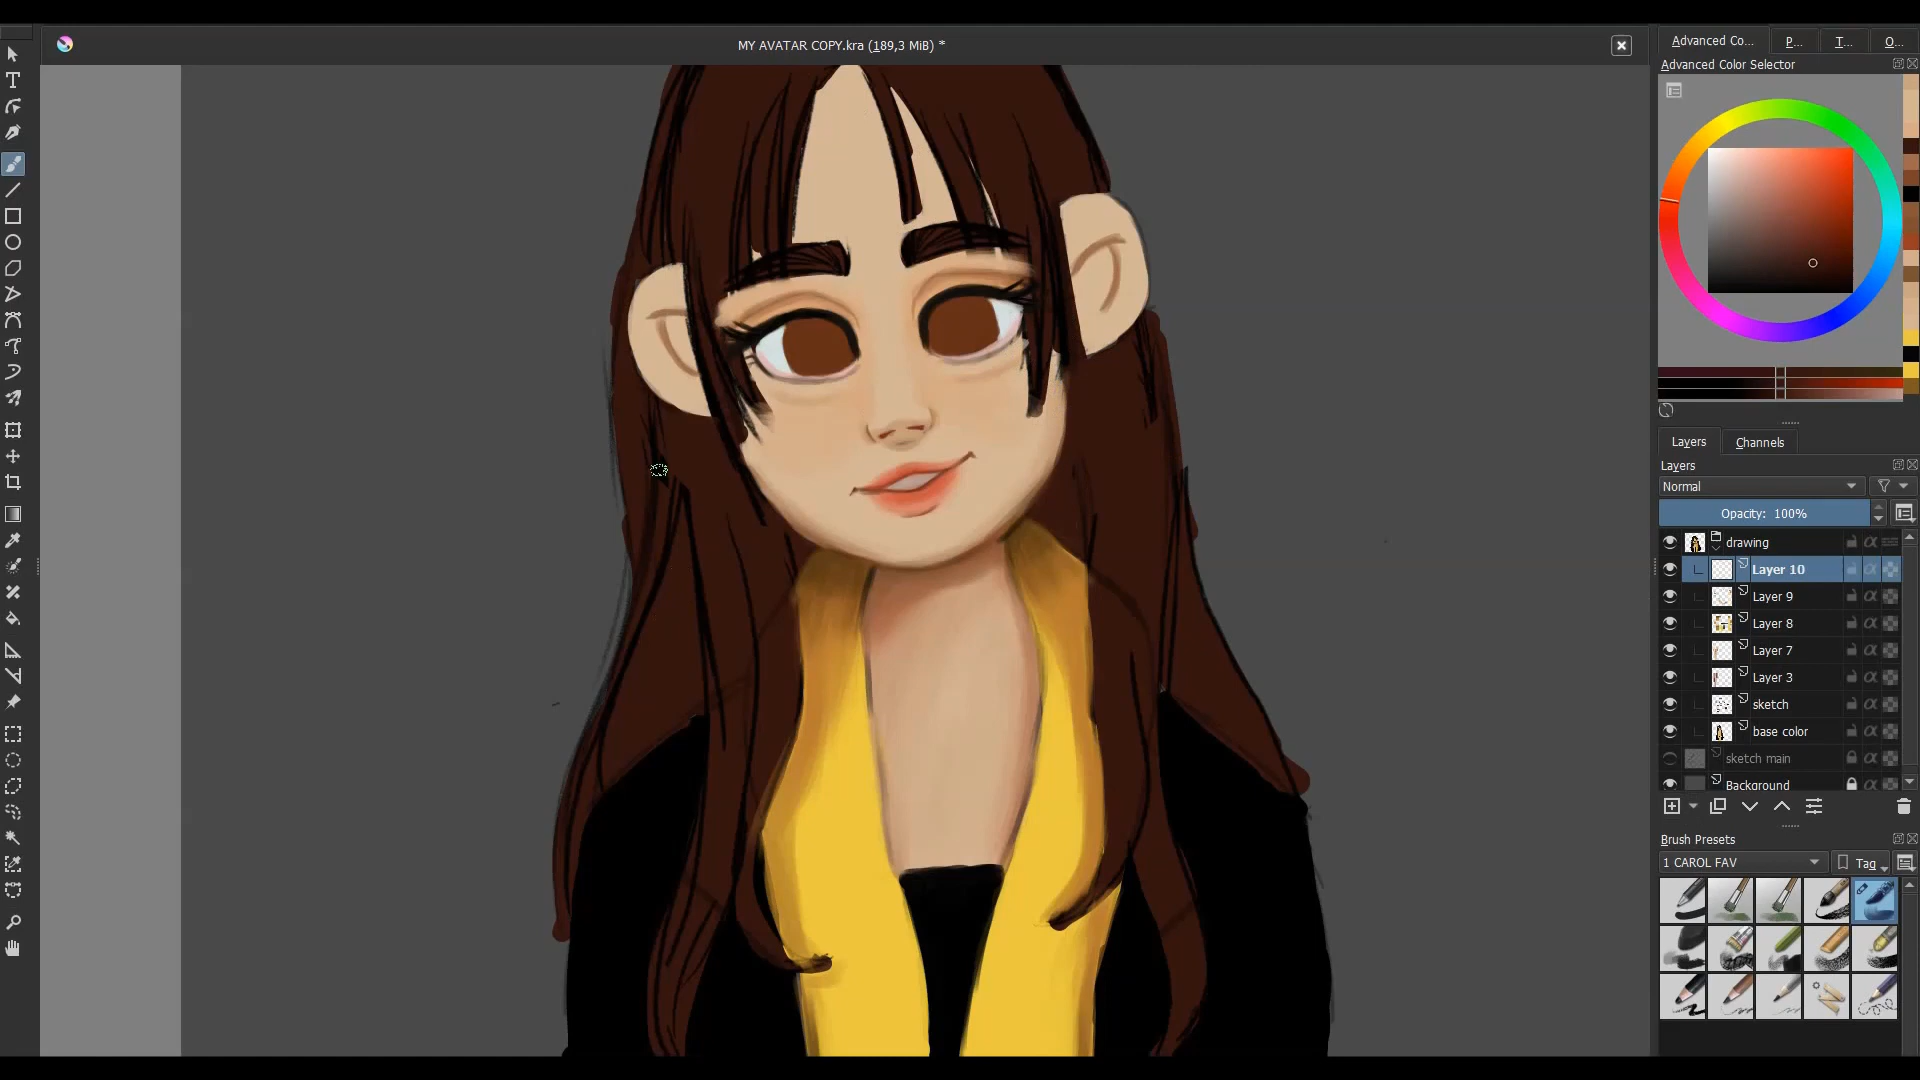 MY AVATAR COPY.kra (189,3 MiB) *
Advanced Co...
P...
T...
O...
Advanced Color Selector
Layers
Channels
Layers
Normal
Opacity: 100%
drawing
Layer 10
Layer 9
Layer 8
Layer 7
Layer 3
sketch
base color
sketch main
Background
Brush Presets
1 CAROL FAV
Tag